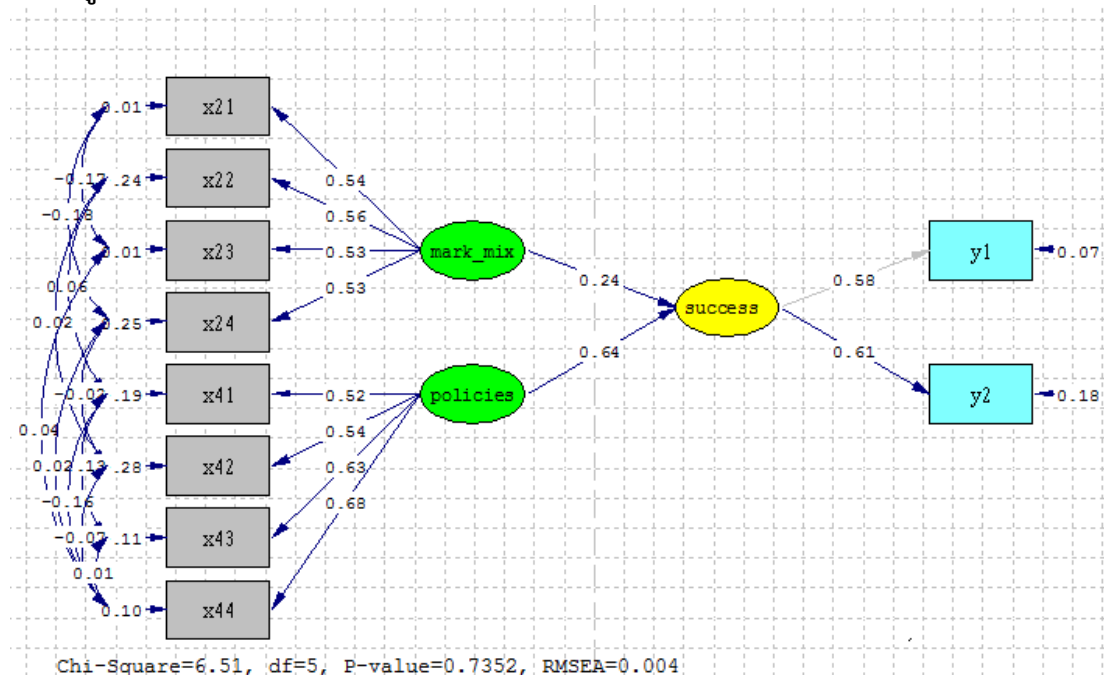 0.01 x21
-0.17 .24 x22
-0.18
0.01 x23
0.06
0.02 0.25 x24
-0.03 .19 x41
0.04
0.02 .13 .28 x42
-0.16
-0.07 .11 x43
0.01
0.10 x44
0.54
0.56
0.53
0.53
mark_mix
0.52
0.54
0.63
0.68
policies
0.24
0.64
success
0.58
0.61
y1 0.07
y2 0.18
Chi-Square=6.51, df=5, P-value=0.7352, RMSEA=0.004